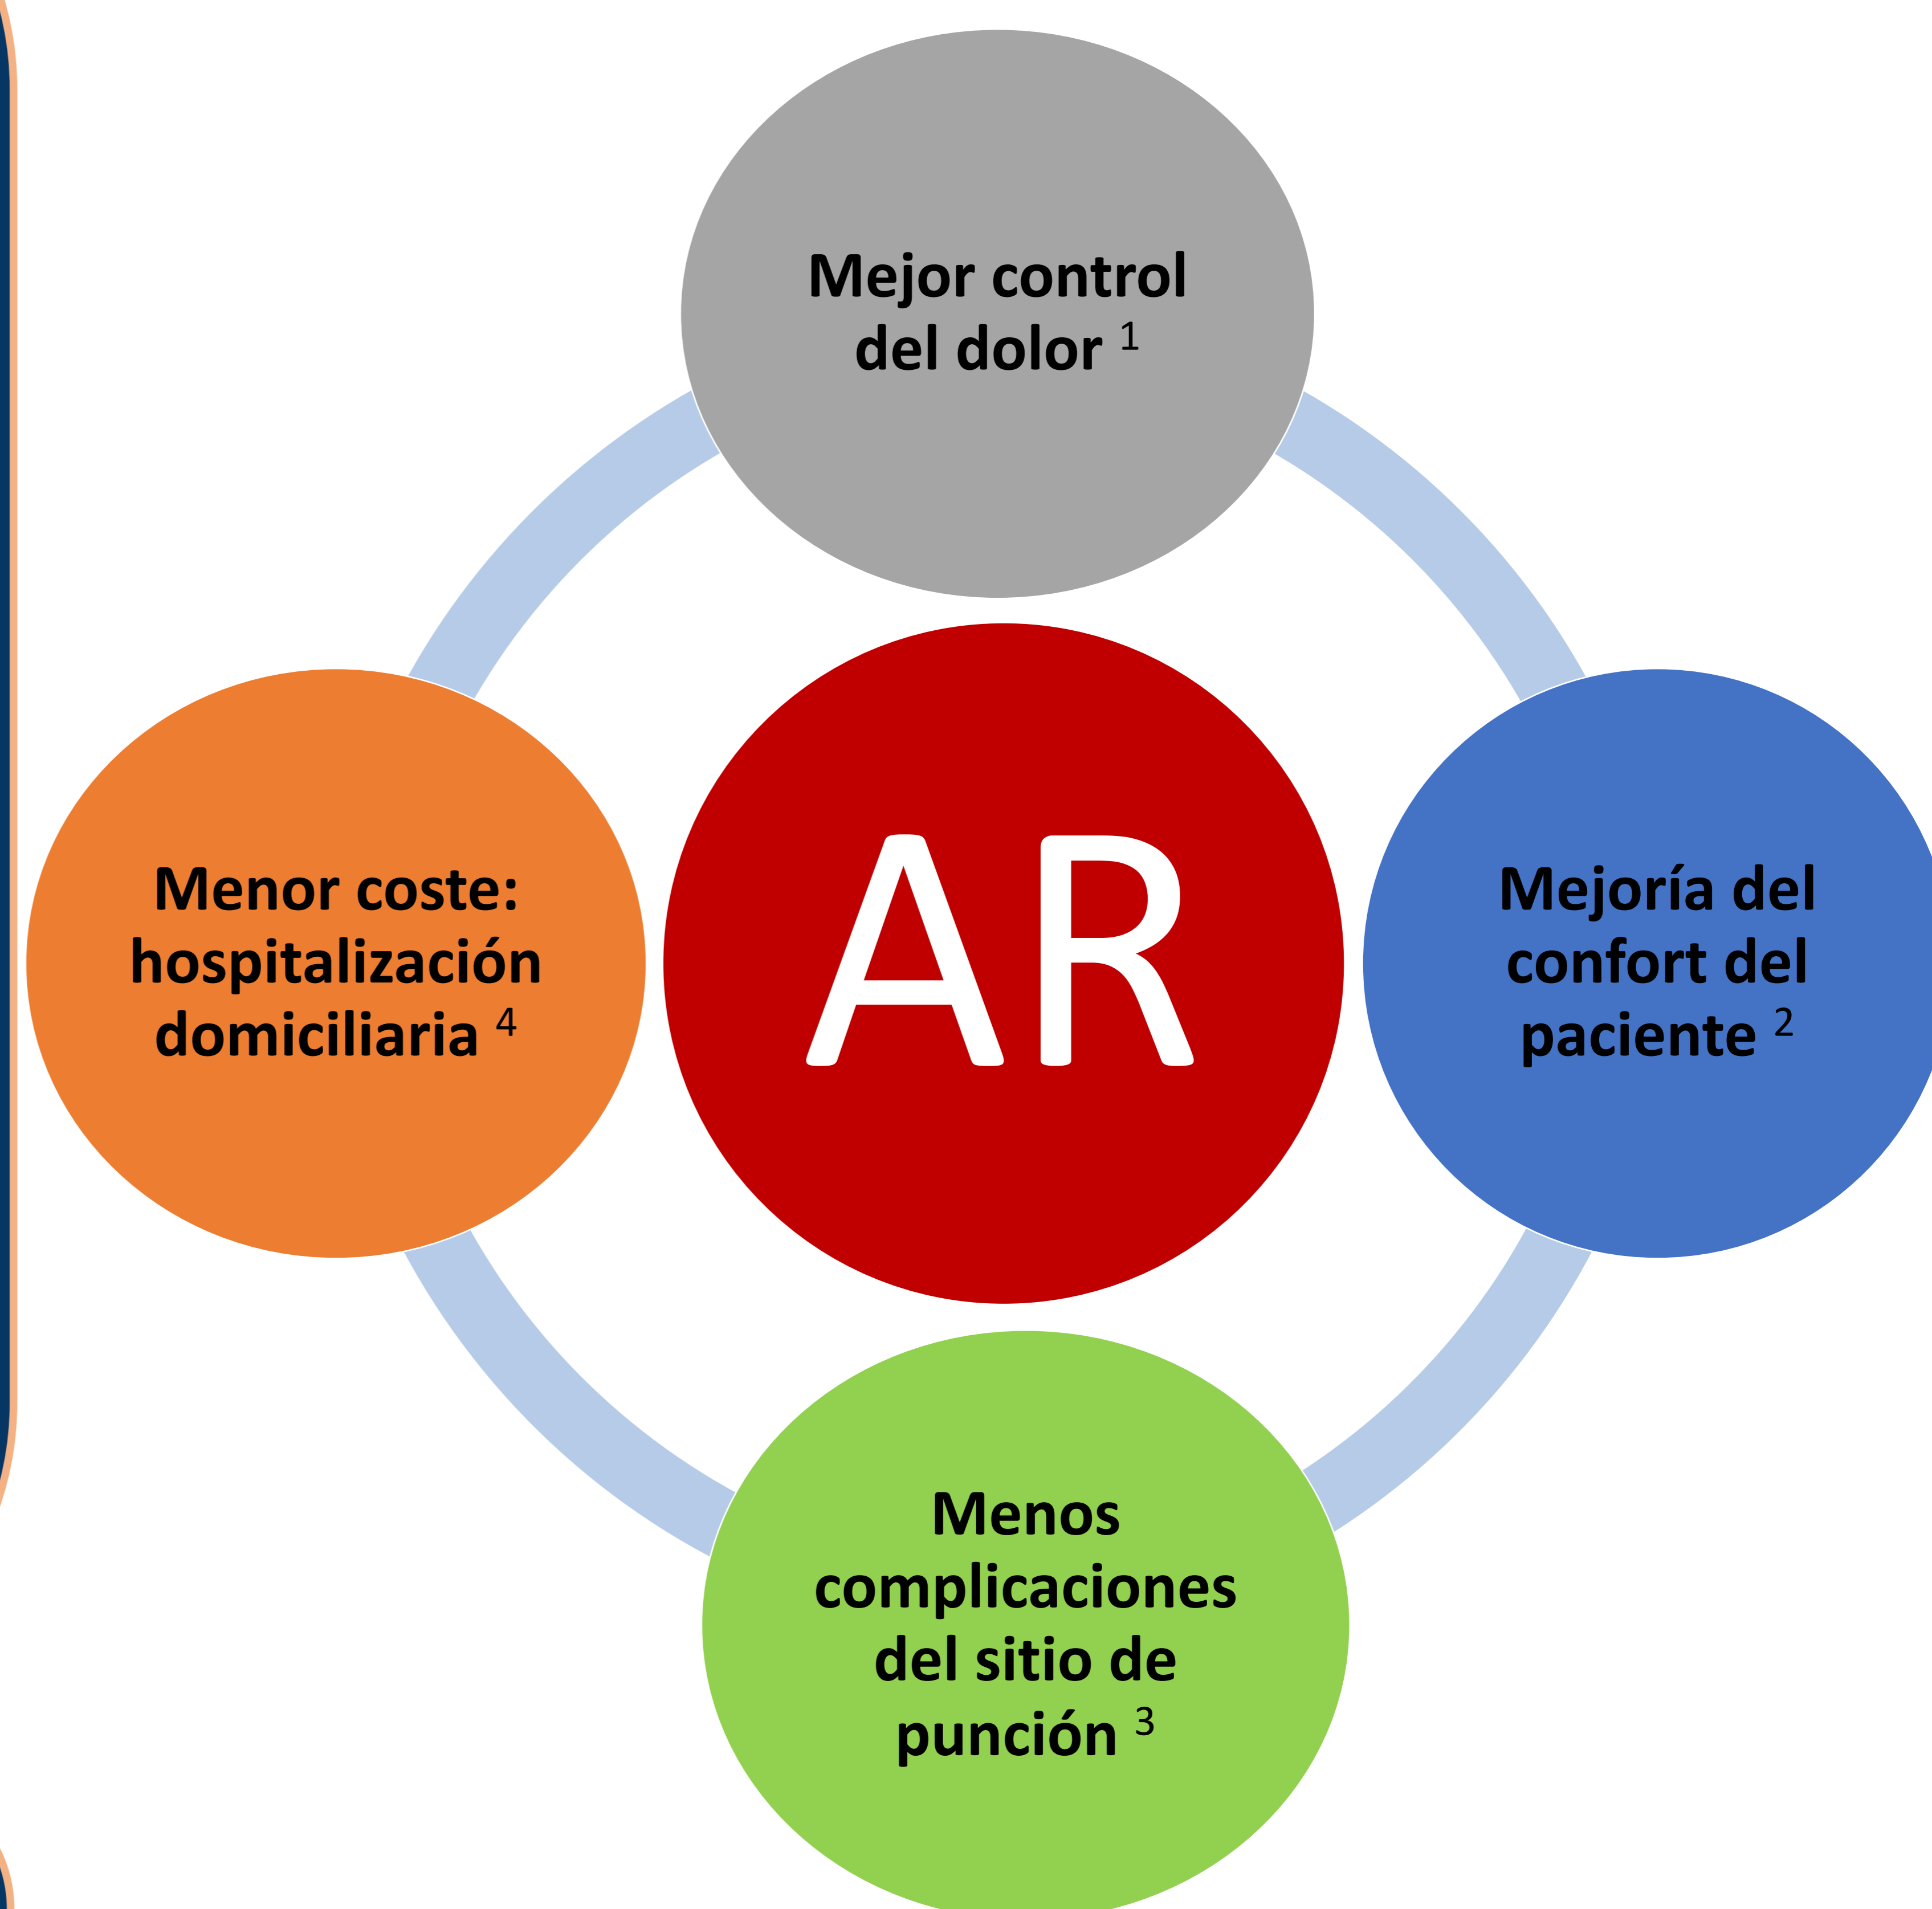 Mejor control
del dolor 1
Menor coste:
hospitalización
domiciliaria 4
AR
Mejoría del
confort del
paciente 2
Menos
complicaciones
del sitio de
punción 3